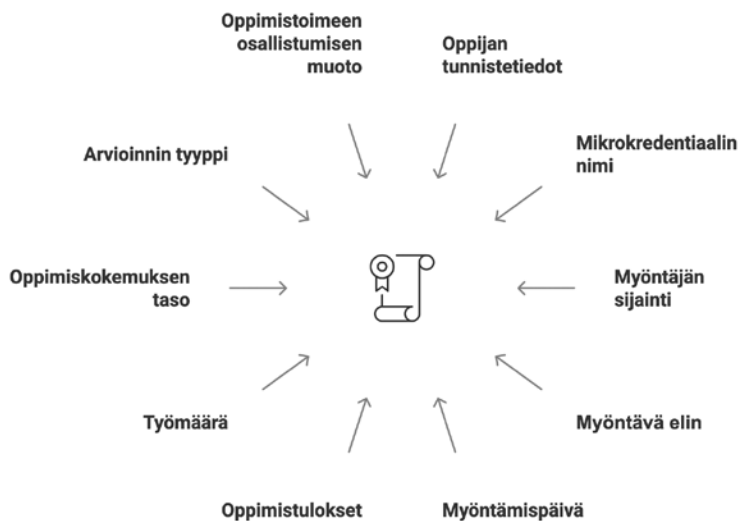 Oppimistoimeen
osallistumisen
muoto
Oppijan
tunnistetiedot
Arvioinnin tyyppi
Mikrokredentiaalin
nimi
Oppimiskokemuksen
taso
Myöntäjän
sijainti
Työmäärä
Myöntävä elin
Oppimistulokset
Myöntämispäivä